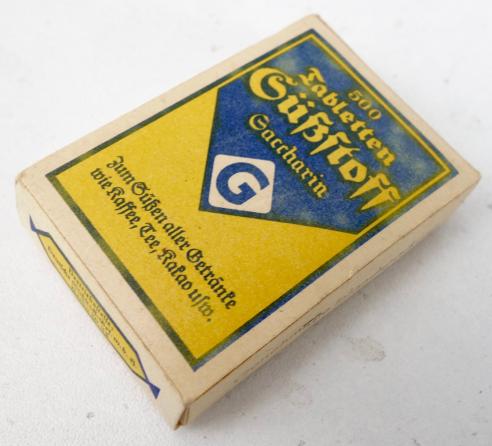 500
Tabletten
Süßstoff
Saccharin
G
Zum Süßen aller Getränke
wie Kaffee, Tee, Kakao usw.
m. b. H